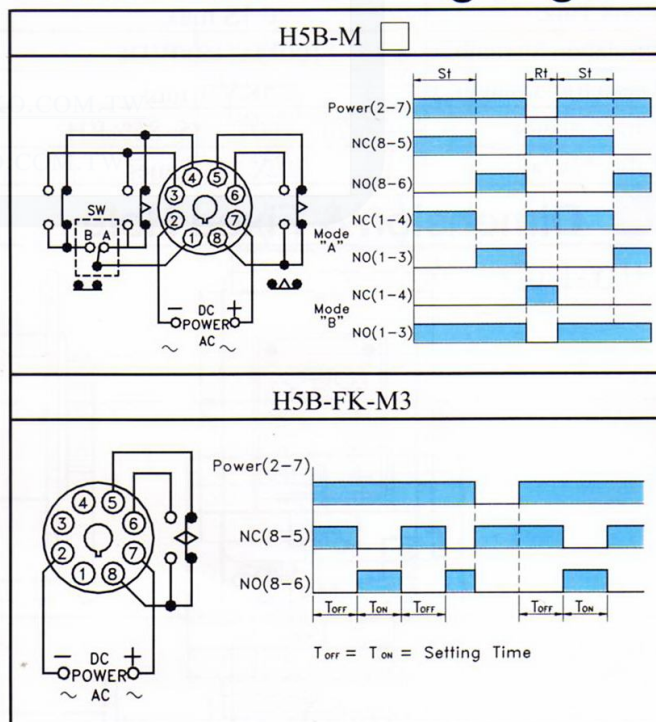 H5B-M
St Rt St
Power(2-7)
NC(8-5)
NO(8-6)
NC(1-4)
Mode "A"
NO(1-3)
NC(1-4)
Mode "B"
NO(1-3)
SW
B A
3 4 5 6
2 7
1 8
− DC +
POWER
~ AC ~
H5B-FK-M3
Power(2-7)
NC(8-5)
NO(8-6)
TOFF TON TOFF TOFF TON
TOFF = TON = Setting Time
4 5
3 6
2 7
1 8
− DC +
POWER
~ AC ~